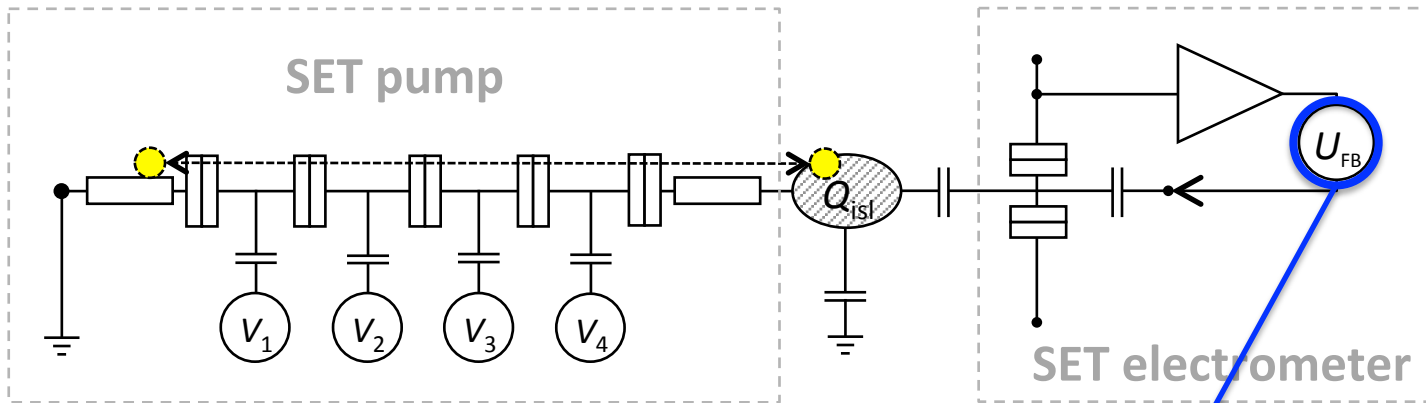 SET pump
Q_isl
U_FB
V_1
V_2
V_3
V_4
SET electrometer